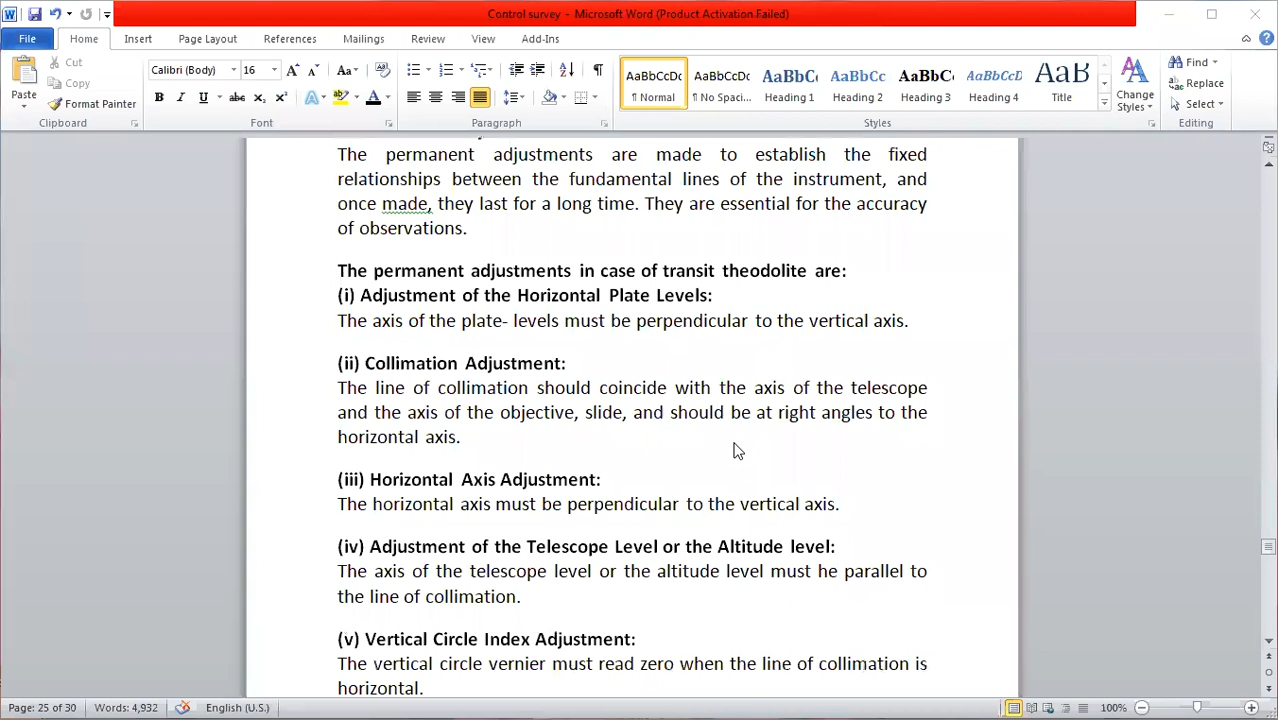 Control survey - Microsoft Word (Product Activation Failed)
File Home Insert Page Layout References Mailings Review View Add-Ins
Paste
Cut
Copy
Format Painter
Clipboard
Calibri (Body) 16
Font
Paragraph
AaBbCcDc AaBbCcDc AaBbC AaBbCc AaBbCc AaBbCcD AaB
¶ Normal ¶ No Spaci... Heading 1 Heading 2 Heading 3 Heading 4 Title
Styles
Change
Styles
Find
Replace
Select
Editing
The permanent adjustments are made to establish the fixed
relationships between the fundamental lines of the instrument, and
once made, they last for a long time. They are essential for the accuracy
of observations.
The permanent adjustments in case of transit theodolite are:
(i) Adjustment of the Horizontal Plate Levels:
The axis of the plate- levels must be perpendicular to the vertical axis.
(ii) Collimation Adjustment:
The line of collimation should coincide with the axis of the telescope
and the axis of the objective, slide, and should be at right angles to the
horizontal axis.
(iii) Horizontal Axis Adjustment:
The horizontal axis must be perpendicular to the vertical axis.
(iv) Adjustment of the Telescope Level or the Altitude level:
The axis of the telescope level or the altitude level must he parallel to
the line of collimation.
(v) Vertical Circle Index Adjustment:
The vertical circle vernier must read zero when the line of collimation is
horizontal.
Page: 25 of 30 Words: 4,932 English (U.S.) 100%